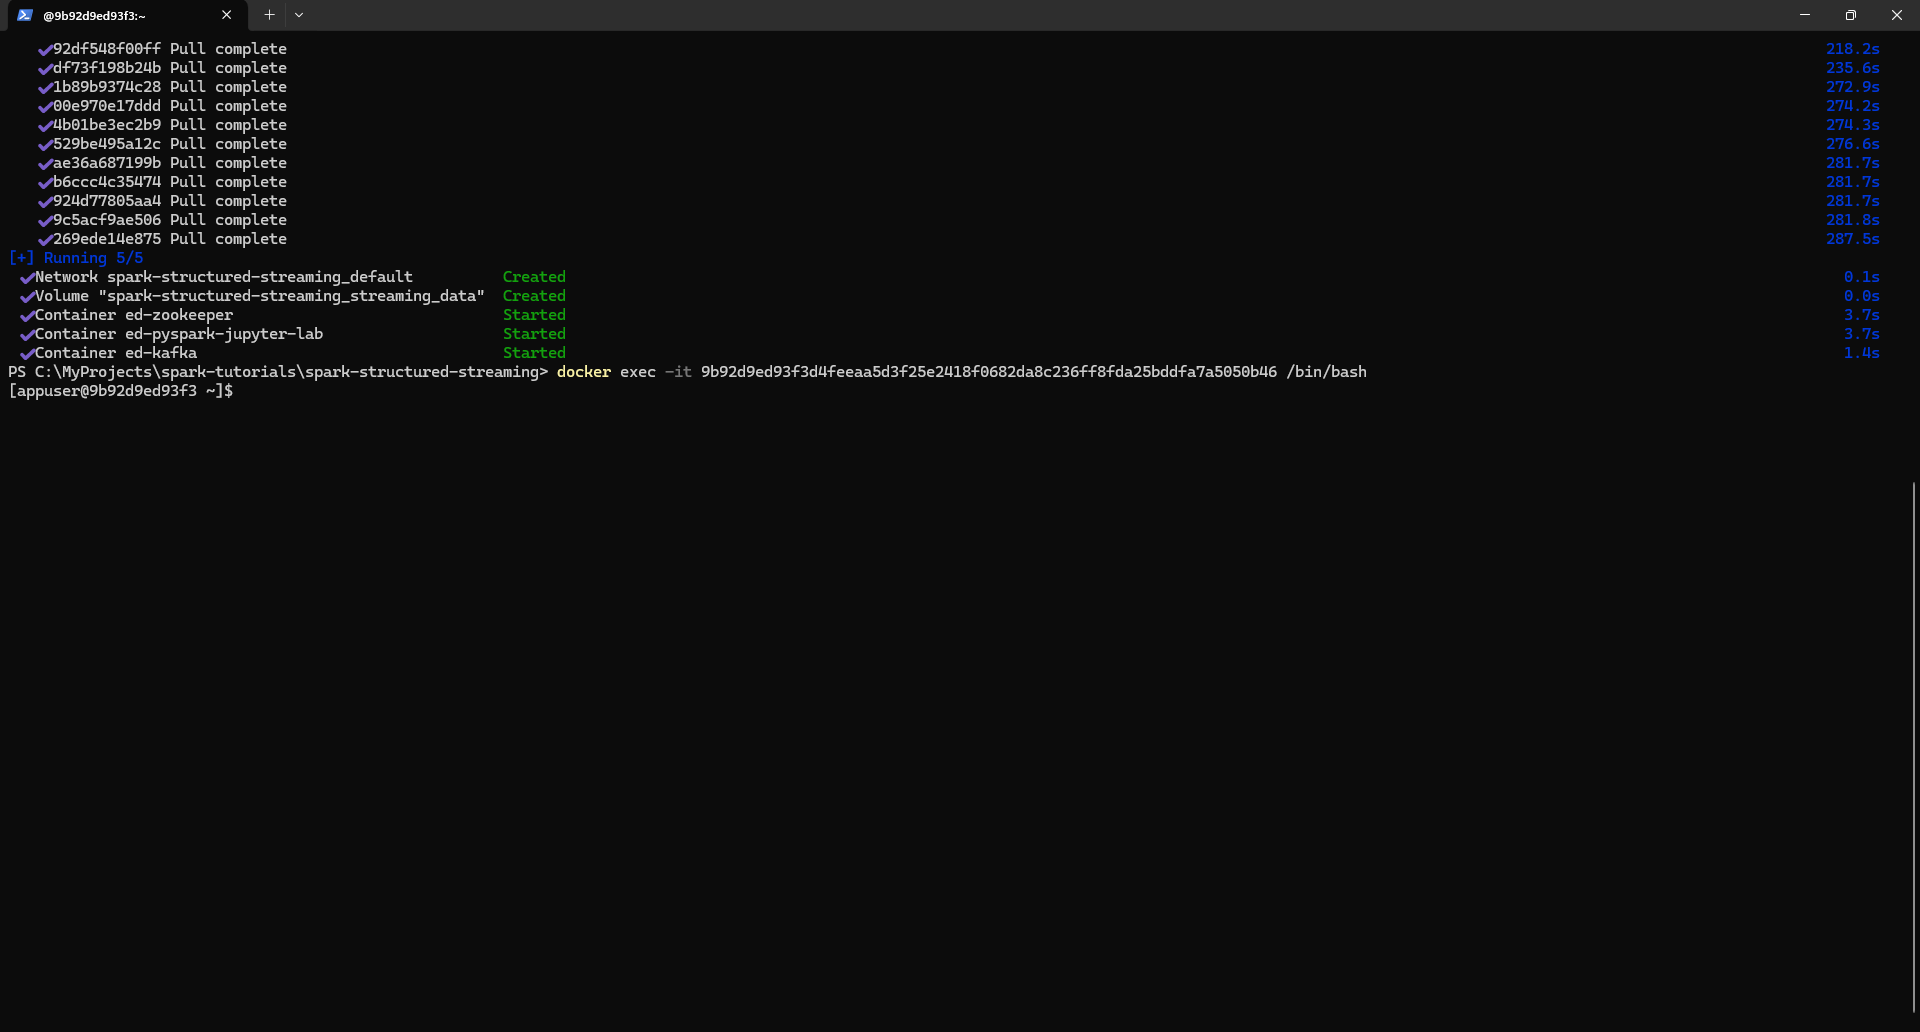 @9b92d9ed93f3:~
92df548f00ff Pull complete 218.2s
df73f198b24b Pull complete 235.6s
1b89b9374c28 Pull complete 272.9s
00e970e17ddd Pull complete 274.2s
4b01be3ec2b9 Pull complete 274.3s
529be495a12c Pull complete 276.6s
ae36a687199b Pull complete 281.7s
b6ccc4c35474 Pull complete 281.7s
924d77805aa4 Pull complete 281.7s
9c5acf9ae506 Pull complete 281.8s
269ede14e875 Pull complete 287.5s
[+] Running 5/5
Network spark-structured-streaming_default Created 0.1s
Volume "spark-structured-streaming_streaming_data" Created 0.0s
Container ed-zookeeper Started 3.7s
Container ed-pyspark-jupyter-lab Started 3.7s
Container ed-kafka Started 1.4s
PS C:\MyProjects\spark-tutorials\spark-structured-streaming> docker exec -it 9b92d9ed93f3d4feeaa5d3f25e2418f0682da8c236ff8fda25bddfa7a5050b46 /bin/bash
[appuser@9b92d9ed93f3 ~]$